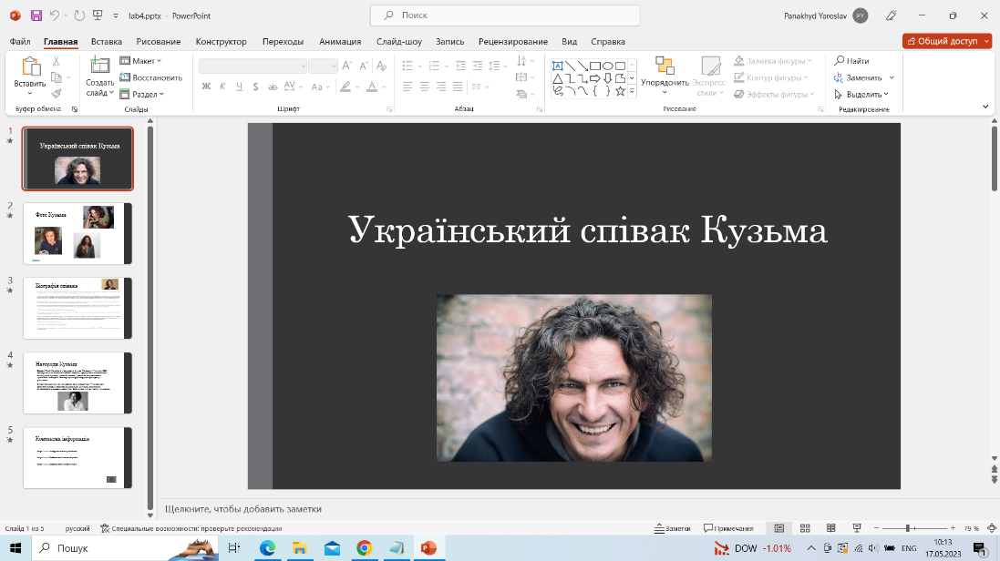 lab4.pptx - PowerPoint
Поиск
Panakhyd Yaroslav
PY
Файл Главная Вставка Рисование Конструктор Переходы Анимация Слайд-шоу Запись Рецензирование Вид Справка
Общий доступ
Вставить
Буфер обмена
Создать слайд
Макет
Восстановить
Раздел
Слайды
Ж К Ч S ab AV Aa A
Шрифт
Абзац
Упорядочить
Экспресс-стили
Заливка фигуры
Контур фигуры
Эффекты фигуры
Рисование
Найти
Заменить
Выделить
Редактирование
1
Український співак Кузьма
2
Фото Кузьми
3
Біографія співака
4
Нагороди Кузьми
5
Контактна інформація
Український співак Кузьма
Щелкните, чтобы добавить заметки
Слайд 1 из 5
русский
Специальные возможности: проверьте рекомендации
Заметки
Примечания
79 %
Пошук
DOW -1.01%
ENG
10:13
17.05.2023
1